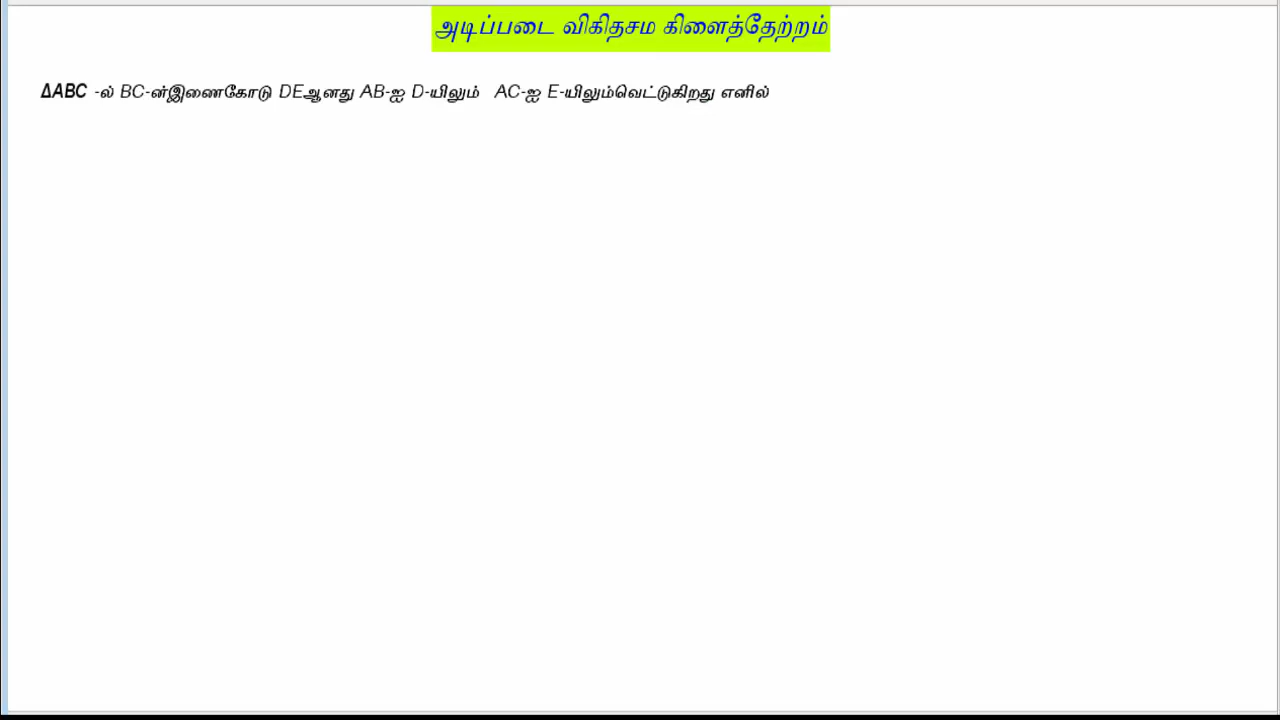 அடிப்படை விகிதசம கிளைத்தேற்றம்
ΔABC -ல் BC-ன்இணைகோடு DEஆனது AB-ஐ D-யிலும் AC-ஐ E-யிலும்வெட்டுகிறது எனில்